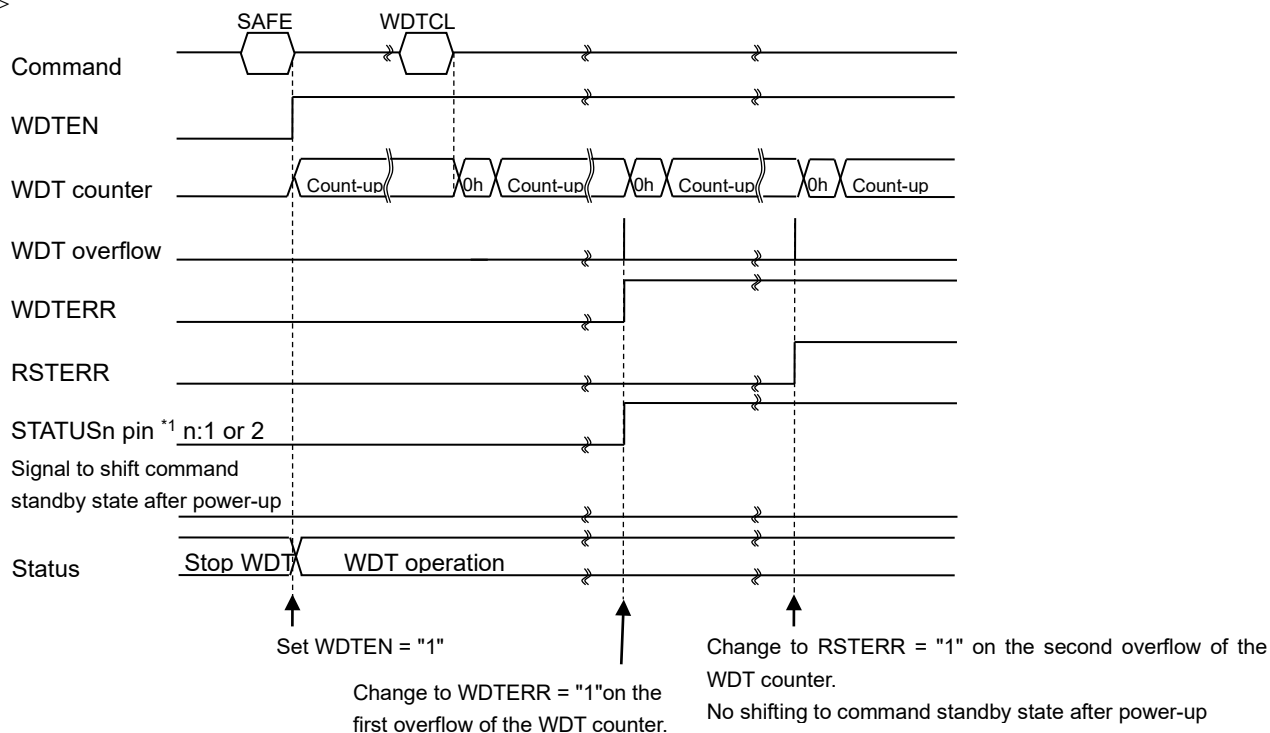 >
SAFE
WDTCL
Command
WDTEN
WDT counter
Count-up
0h
Count-up
0h
Count-up
0h
Count-up
WDT overflow
WDTERR
RSTERR
STATUSn pin *1 n:1 or 2
Signal to shift command
standby state after power-up
Status
Stop WDT
WDT operation
Set WDTEN = "1"
Change to WDTERR = "1"on the
first overflow of the WDT counter.
Change to RSTERR = "1" on the second overflow of the
WDT counter.
No shifting to command standby state after power-up